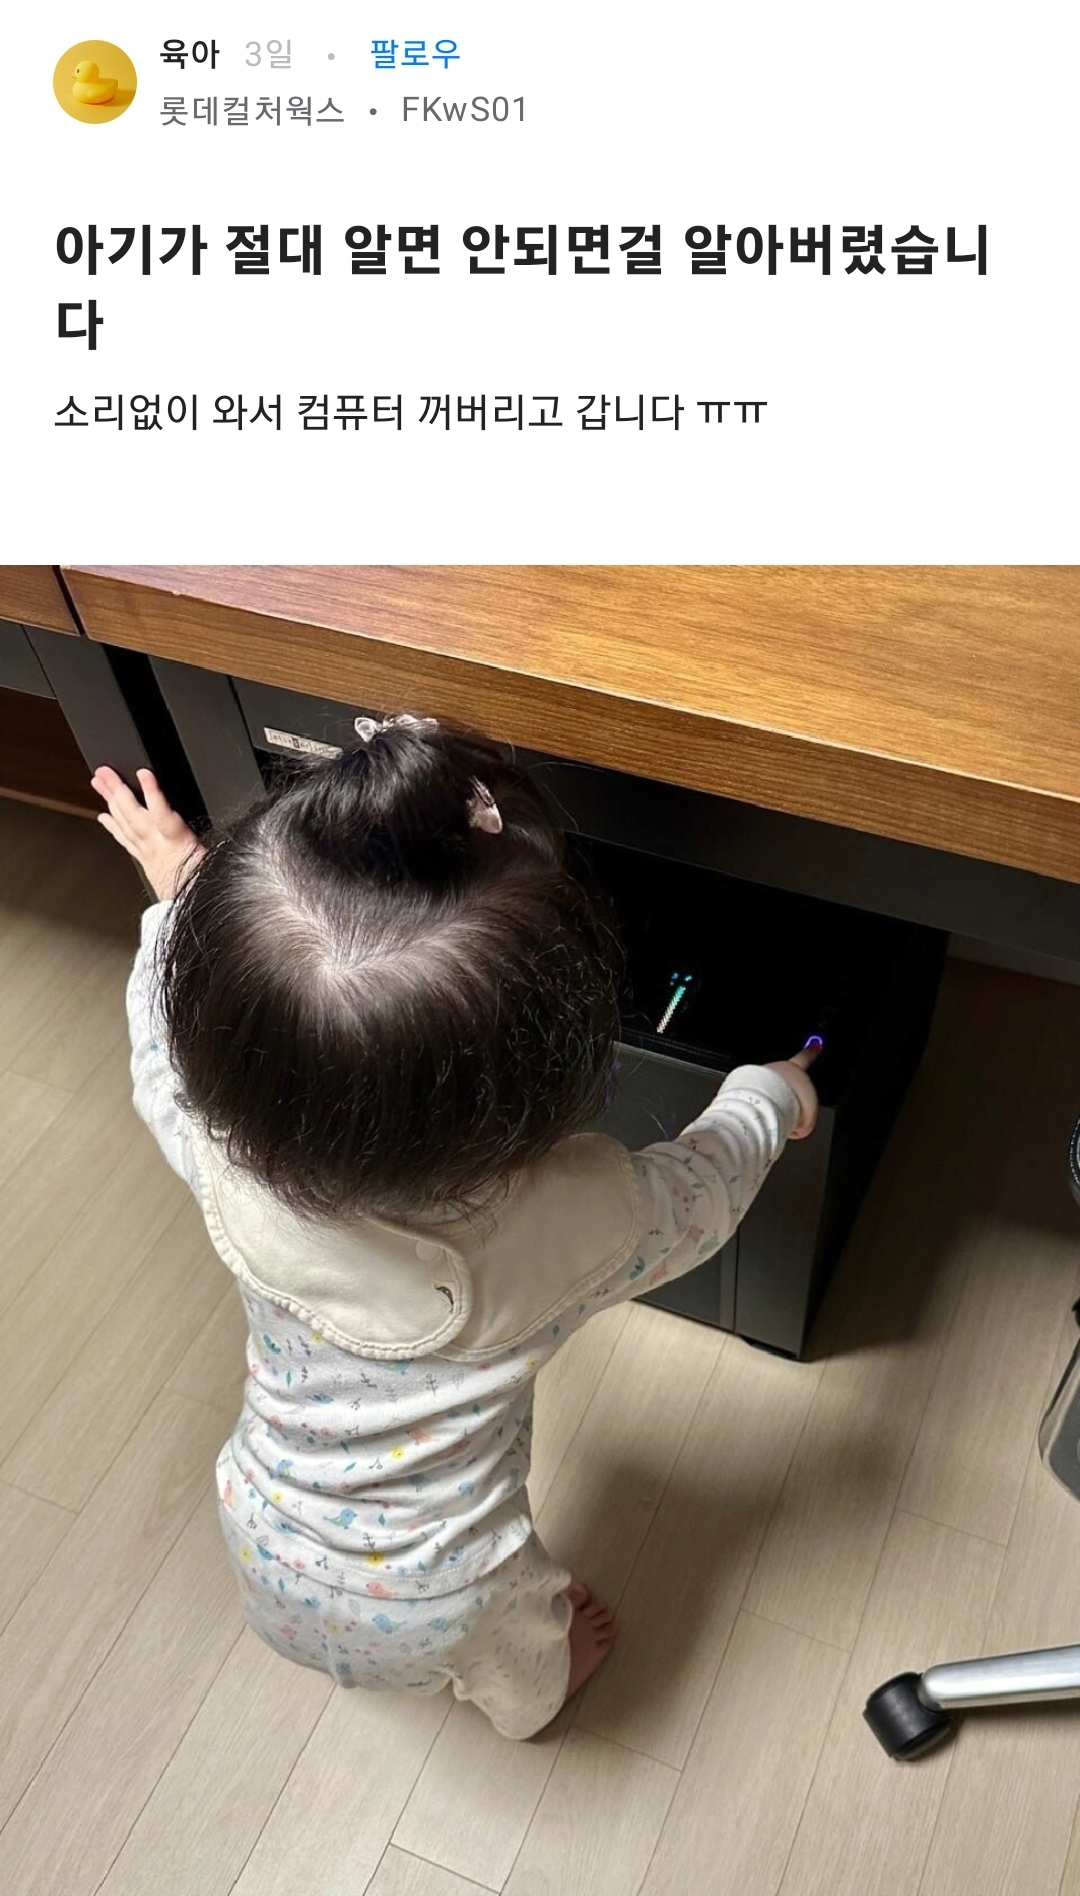 육아 3일 • 팔로우
롯데컬처웍스 • FKwS01
아기가 절대 알면 안되면걸 알아버렸습니
다
소리없이 와서 컴퓨터 꺼버리고 갑니다 ㅠㅠ